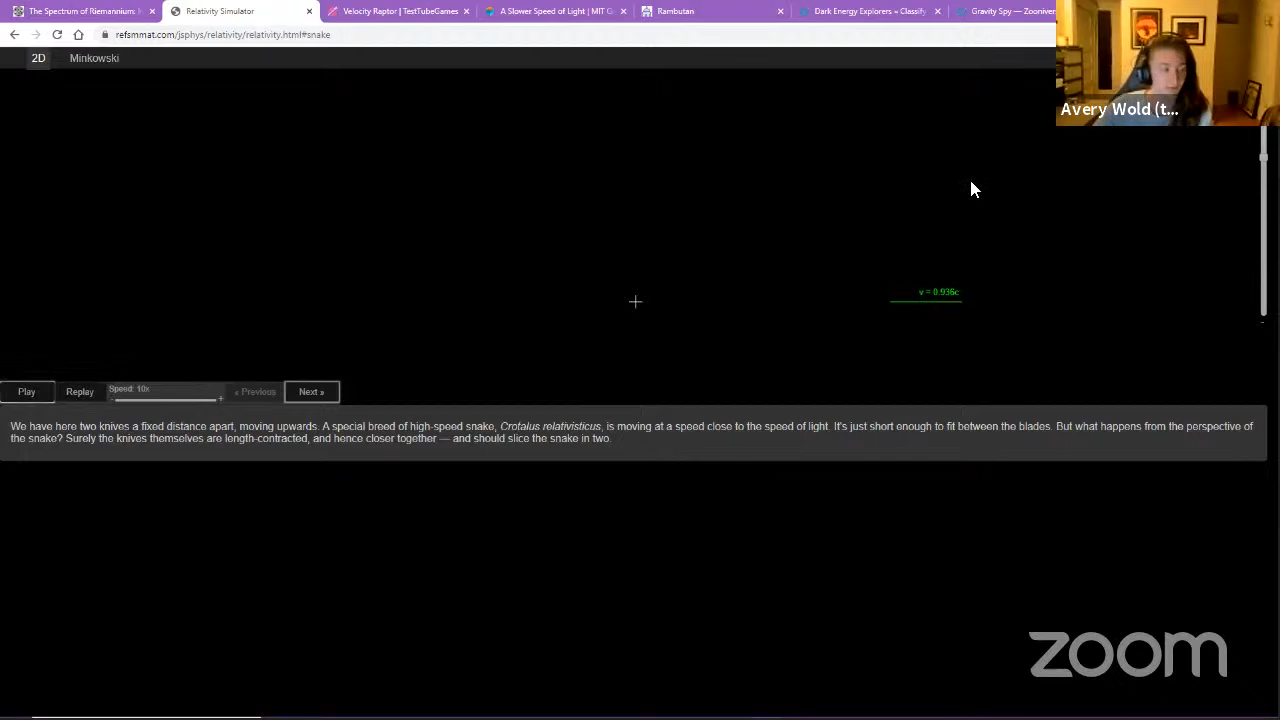 The Spectrum of Riemannium:
Relativity Simulator
Velocity Raptor | TestTubeGames
A Slower Speed of Light | MIT G
Rambutan
Dark Energy Explorers » Classify
Gravity Spy — Zooniver
refsmmat.com/jsphys/relativity/relativity.html#snake
2D Minkowski
Avery Wold (t...
v = 0.936c
Play Replay Speed: 10x - + « Previous Next »
We have here two knives a fixed distance apart, moving upwards. A special breed of high-speed snake, Crotalus relativisticus, is moving at a speed close to the speed of light. It's just short enough to fit between the blades. But what happens from the perspective of
the snake? Surely the knives themselves are length-contracted, and hence closer together — and should slice the snake in two.
zoom